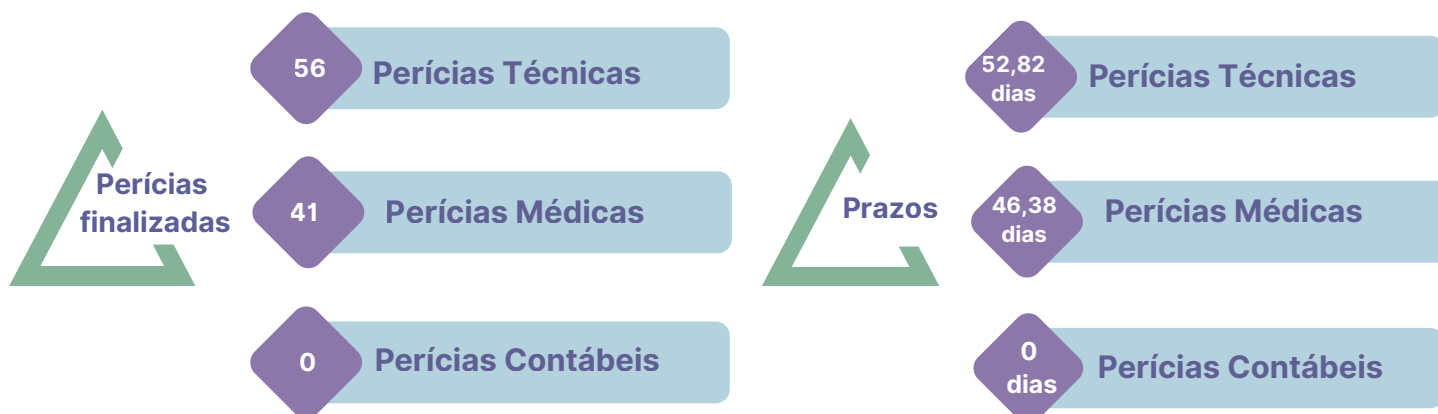 Perícias
finalizadas
56
Perícias Técnicas
41
Perícias Médicas
0
Perícias Contábeis
Prazos
52,82
dias
Perícias Técnicas
46,38
dias
Perícias Médicas
0
dias
Perícias Contábeis